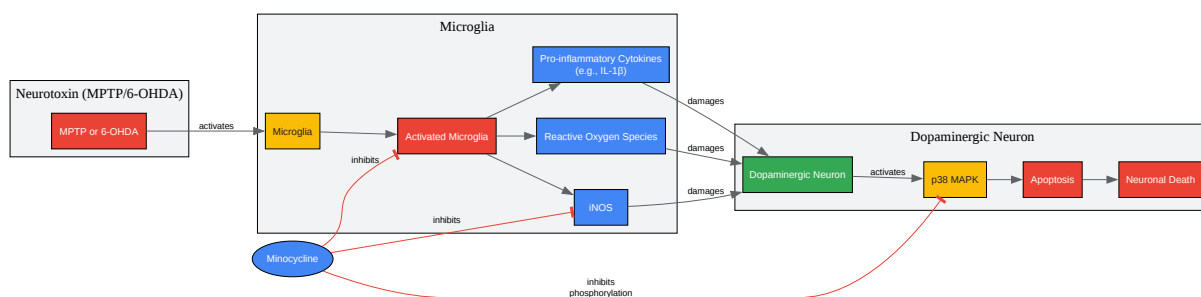 Neurotoxin (MPTP/6-OHDA)
MPTP or 6-OHDA
activates
Microglia
Microglia
Activated Microglia
Pro-inflammatory Cytokines
(e.g., IL-1β)
Reactive Oxygen Species
iNOS
damages
damages
damages
Dopaminergic Neuron
Dopaminergic Neuron
activates
p38 MAPK
Apoptosis
Neuronal Death
inhibits
inhibits
Minocycline
inhibits
phosphorylation